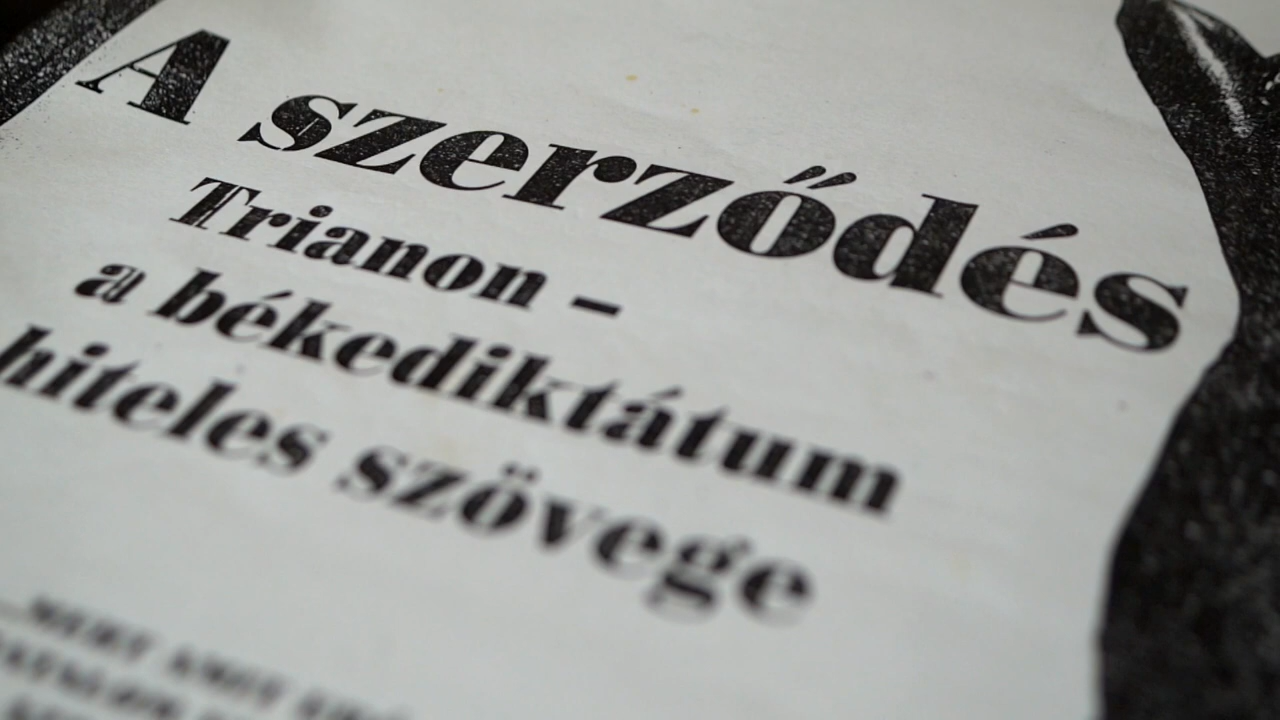 A szerződés
Trianon –
a békediktátum
hiteles szövege